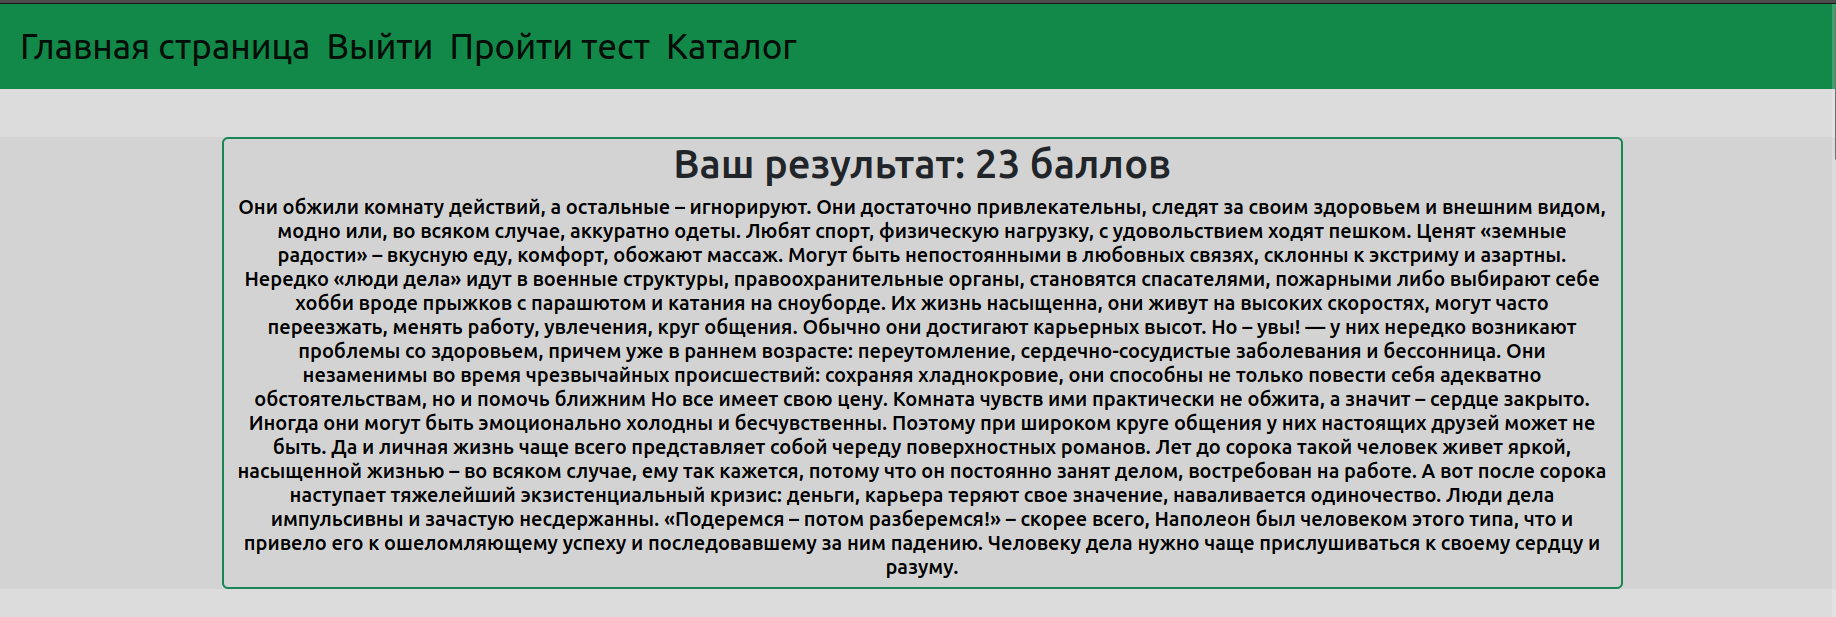 Главная страница Выйти Пройти тест Каталог
Ваш результат: 23 баллов
Они обжили комнату действий, а остальные – игнорируют. Они достаточно привлекательны, следят за своим здоровьем и внешним видом,
модно или, во всяком случае, аккуратно одеты. Любят спорт, физическую нагрузку, с удовольствием ходят пешком. Ценят «земные
радости» – вкусную еду, комфорт, обожают массаж. Могут быть непостоянными в любовных связях, склонны к экстриму и азартны.
Нередко «люди дела» идут в военные структуры, правоохранительные органы, становятся спасателями, пожарными либо выбирают себе
хобби вроде прыжков с парашютом и катания на сноуборде. Их жизнь насыщенна, они живут на высоких скоростях, могут часто
переезжать, менять работу, увлечения, круг общения. Обычно они достигают карьерных высот. Но – увы! — у них нередко возникают
проблемы со здоровьем, причем уже в раннем возрасте: переутомление, сердечно-сосудистые заболевания и бессонница. Они
незаменимы во время чрезвычайных происшествий: сохраняя хладнокровие, они способны не только повести себя адекватно
обстоятельствам, но и помочь ближним Но все имеет свою цену. Комната чувств ими практически не обжита, а значит – сердце закрыто.
Иногда они могут быть эмоционально холодны и бесчувственны. Поэтому при широком круге общения у них настоящих друзей может не
быть. Да и личная жизнь чаще всего представляет собой череду поверхностных романов. Лет до сорока такой человек живет яркой,
насыщенной жизнью – во всяком случае, ему так кажется, потому что он постоянно занят делом, востребован на работе. А вот после сорока
наступает тяжелейший экзистенциальный кризис: деньги, карьера теряют свое значение, наваливается одиночество. Люди дела
импульсивны и зачастую несдержанны. «Подеремся – потом разберемся!» – скорее всего, Наполеон был человеком этого типа, что и
привело его к ошеломляющему успеху и последовавшему за ним падению. Человеку дела нужно чаще прислушиваться к своему сердцу и
разуму.